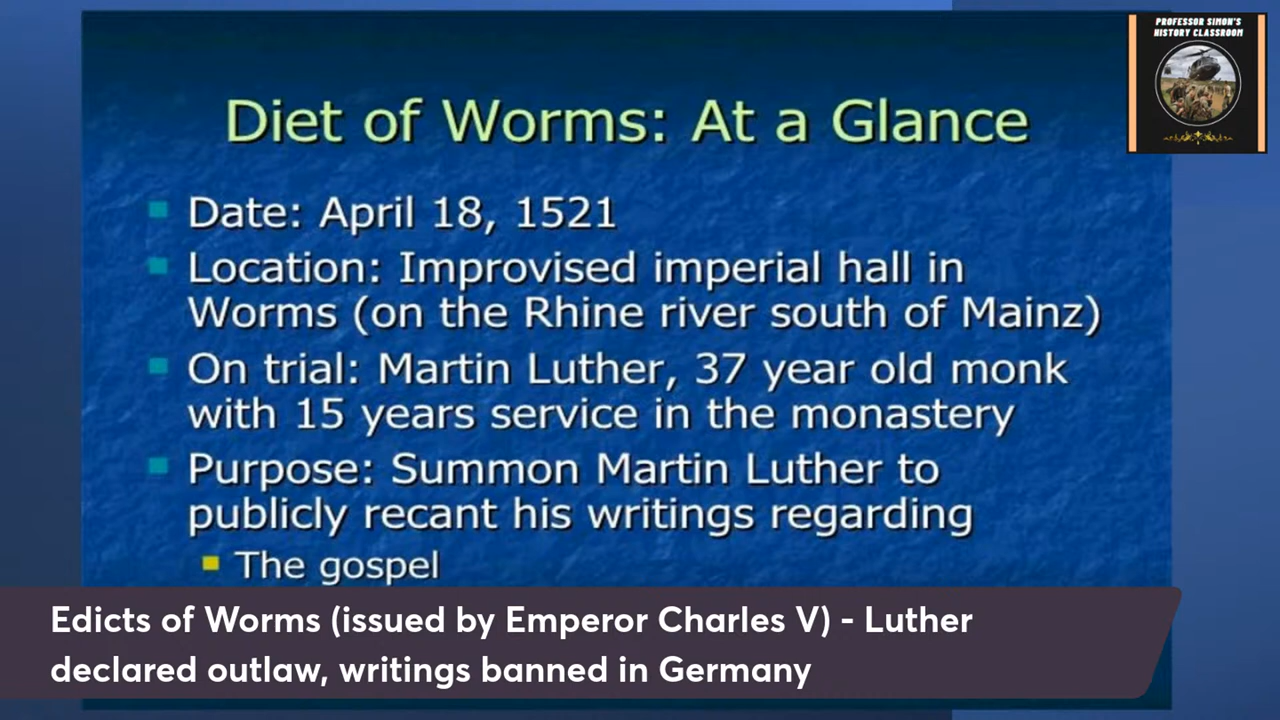 PROFESSOR SIMON'S
HISTORY CLASSROOM
Diet of Worms: At a Glance
Date: April 18, 1521
Location: Improvised imperial hall in
Worms (on the Rhine river south of Mainz)
On trial: Martin Luther, 37 year old monk
with 15 years service in the monastery
Purpose: Summon Martin Luther to
publicly recant his writings regarding
The gospel
Edicts of Worms (issued by Emperor Charles V) - Luther
declared outlaw, writings banned in Germany